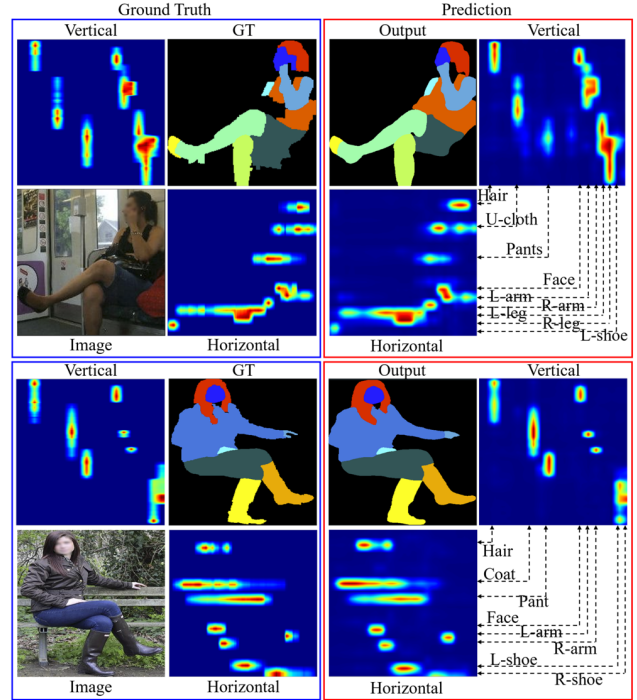 Ground Truth
Prediction
Vertical
GT
Output
Vertical
Hair
U-cloth
Pants
Face
L-arm
R-arm
L-leg
R-leg
L-shoe
Image
Horizontal
Horizontal
Vertical
GT
Output
Vertical
Hair
Coat
Pant
Face
L-arm
R-arm
L-shoe
R-shoe
Image
Horizontal
Horizontal